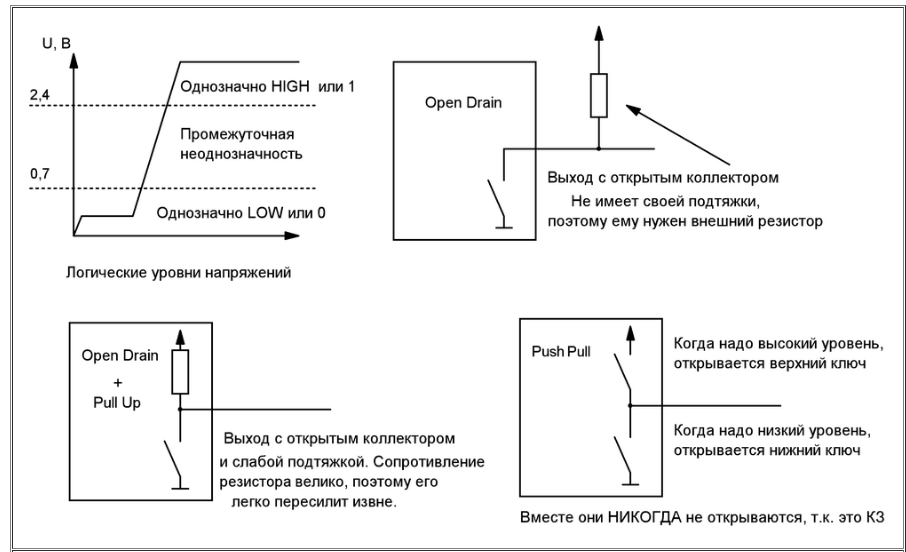 U, В
2,4
Однозначно HIGH или 1
Промежуточная
неоднозначность
0,7
Однозначно LOW или 0
Логические уровни напряжений
Open Drain
Выход с открытым коллектором
Не имеет своей подтяжки,
поэтому ему нужен внешний резистор
Open Drain
+
Pull Up
Выход с открытым коллектором
и слабой подтяжкой. Сопротивление
резистора велико, поэтому его
легко пересилит извне.
Push Pull
Когда надо высокий уровень,
открывается верхний ключ
Когда надо низкий уровень,
открывается нижний ключ
Вместе они НИКОГДА не открываются, т.к. это КЗ